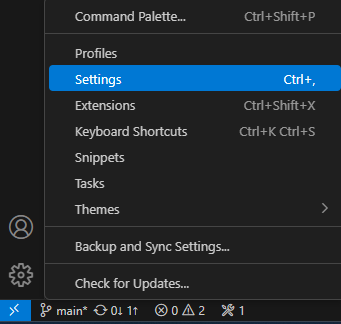 Command Palette... Ctrl+Shift+P
Profiles
Settings Ctrl+,
Extensions Ctrl+Shift+X
Keyboard Shortcuts Ctrl+K Ctrl+S
Snippets
Tasks
Themes
Backup and Sync Settings...
Check for Updates...
main* 0↓ 1↑ 0 2 1